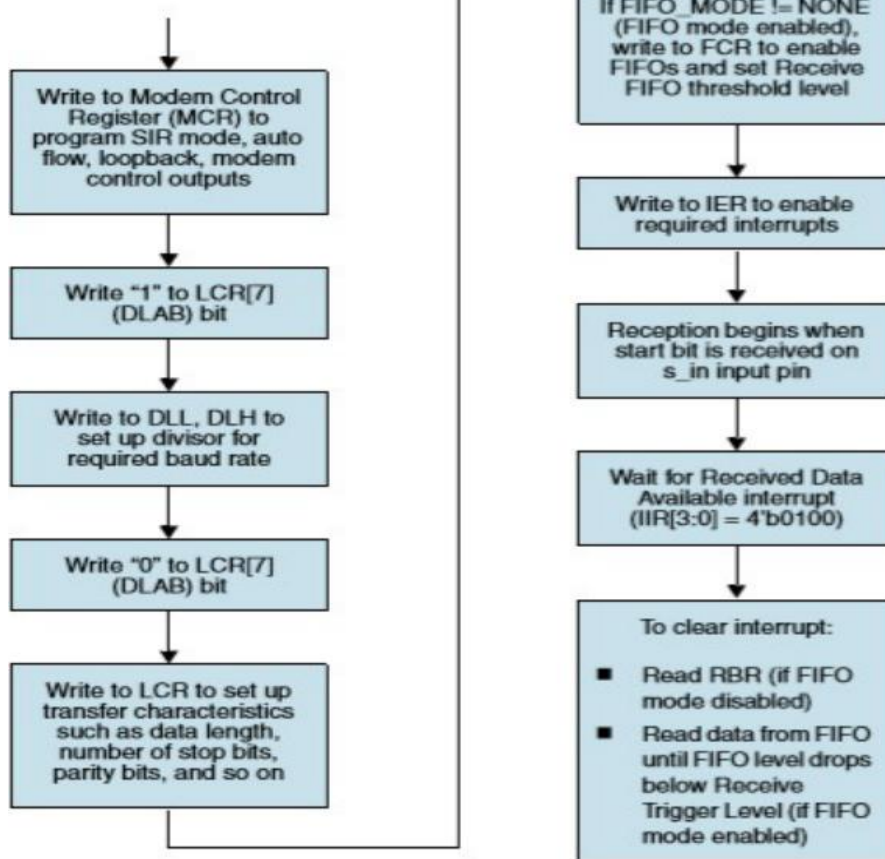 Write to Modem Control
Register (MCR) to
program SIR mode, auto
flow, loopback, modem
control outputs
Write “1” to LCR[7]
(DLAB) bit
Write to DLL, DLH to
set up divisor for
required baud rate
Write “0” to LCR[7]
(DLAB) bit
Write to LCR to set up
transfer characteristics
such as data length,
number of stop bits,
parity bits, and so on
If FIFO_MODE != NONE
(FIFO mode enabled),
write to FCR to enable
FIFOs and set Receive
FIFO threshold level
Write to IER to enable
required interrupts
Reception begins when
start bit is received on
s_in input pin
Wait for Received Data
Available interrupt
(IIR[3:0] = 4'b0100)
To clear interrupt:
■ Read RBR (if FIFO
mode disabled)
■ Read data from FIFO
until FIFO level drops
below Receive
Trigger Level (if FIFO
mode enabled)